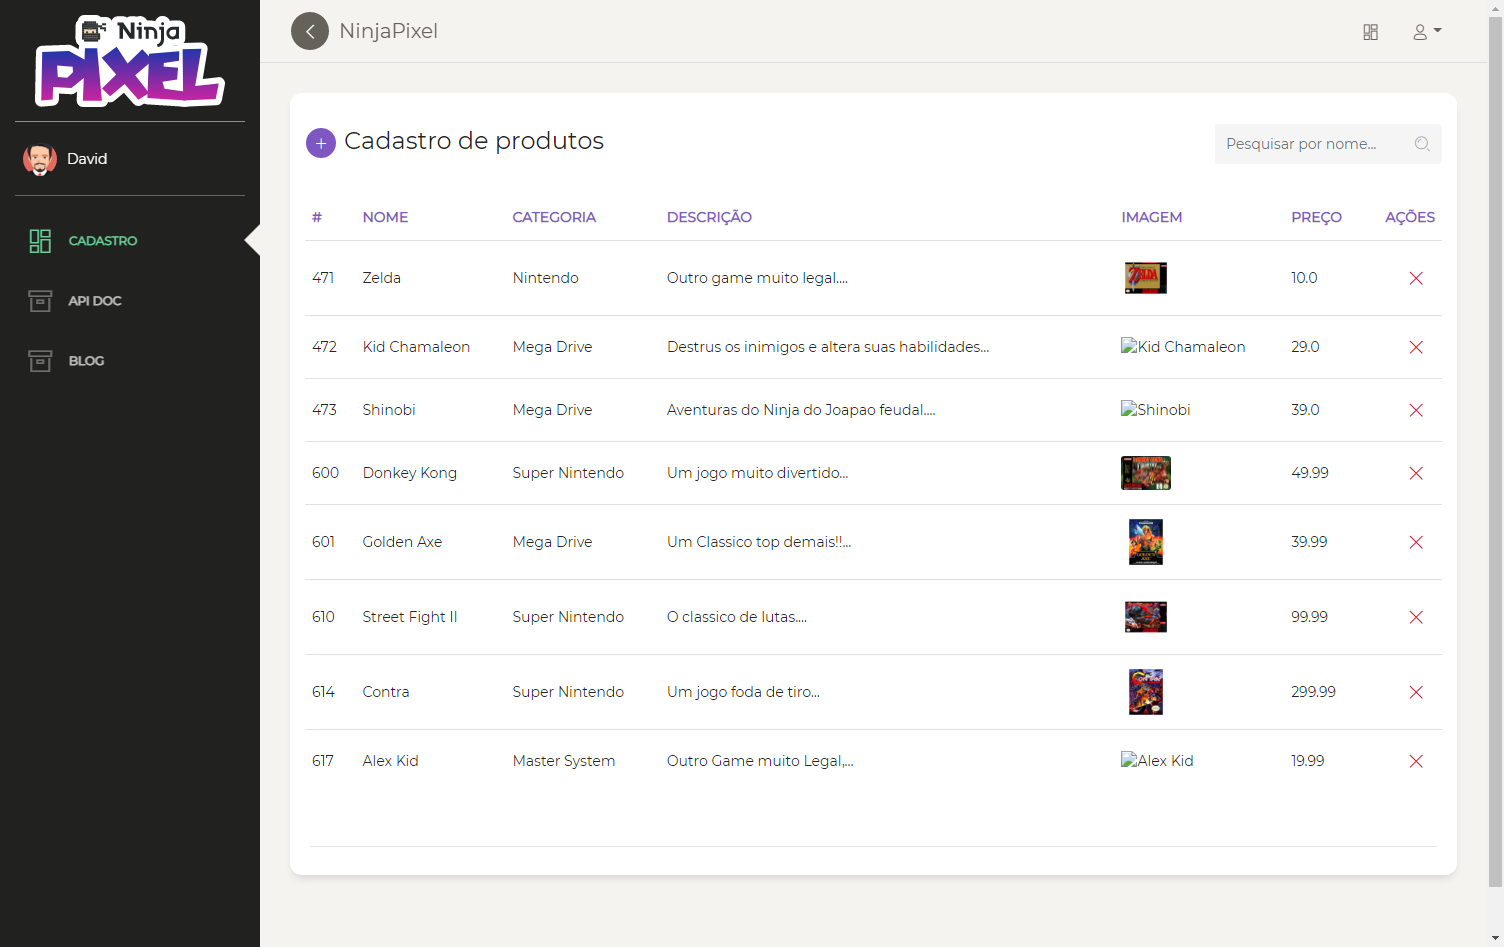 Ninja
PIXEL
NinjaPixel
David
CADASTRO
API DOC
BLOG
Cadastro de produtos
Pesquisar por nome...
# NOME CATEGORIA DESCRIÇÃO IMAGEM PREÇO AÇÕES
471 Zelda Nintendo Outro game muito legal.... ZELDA 10.0
472 Kid Chamaleon Mega Drive Destrus os inimigos e altera suas habilidades... Kid Chamaleon 29.0
473 Shinobi Mega Drive Aventuras do Ninja do Joapao feudal.... Shinobi 39.0
600 Donkey Kong Super Nintendo Um jogo muito divertido... 49.99
601 Golden Axe Mega Drive Um Classico top demais!!... 39.99
610 Street Fight II Super Nintendo O classico de lutas.... 99.99
614 Contra Super Nintendo Um jogo foda de tiro... 299.99
617 Alex Kid Master System Outro Game muito Legal,... Alex Kid 19.99